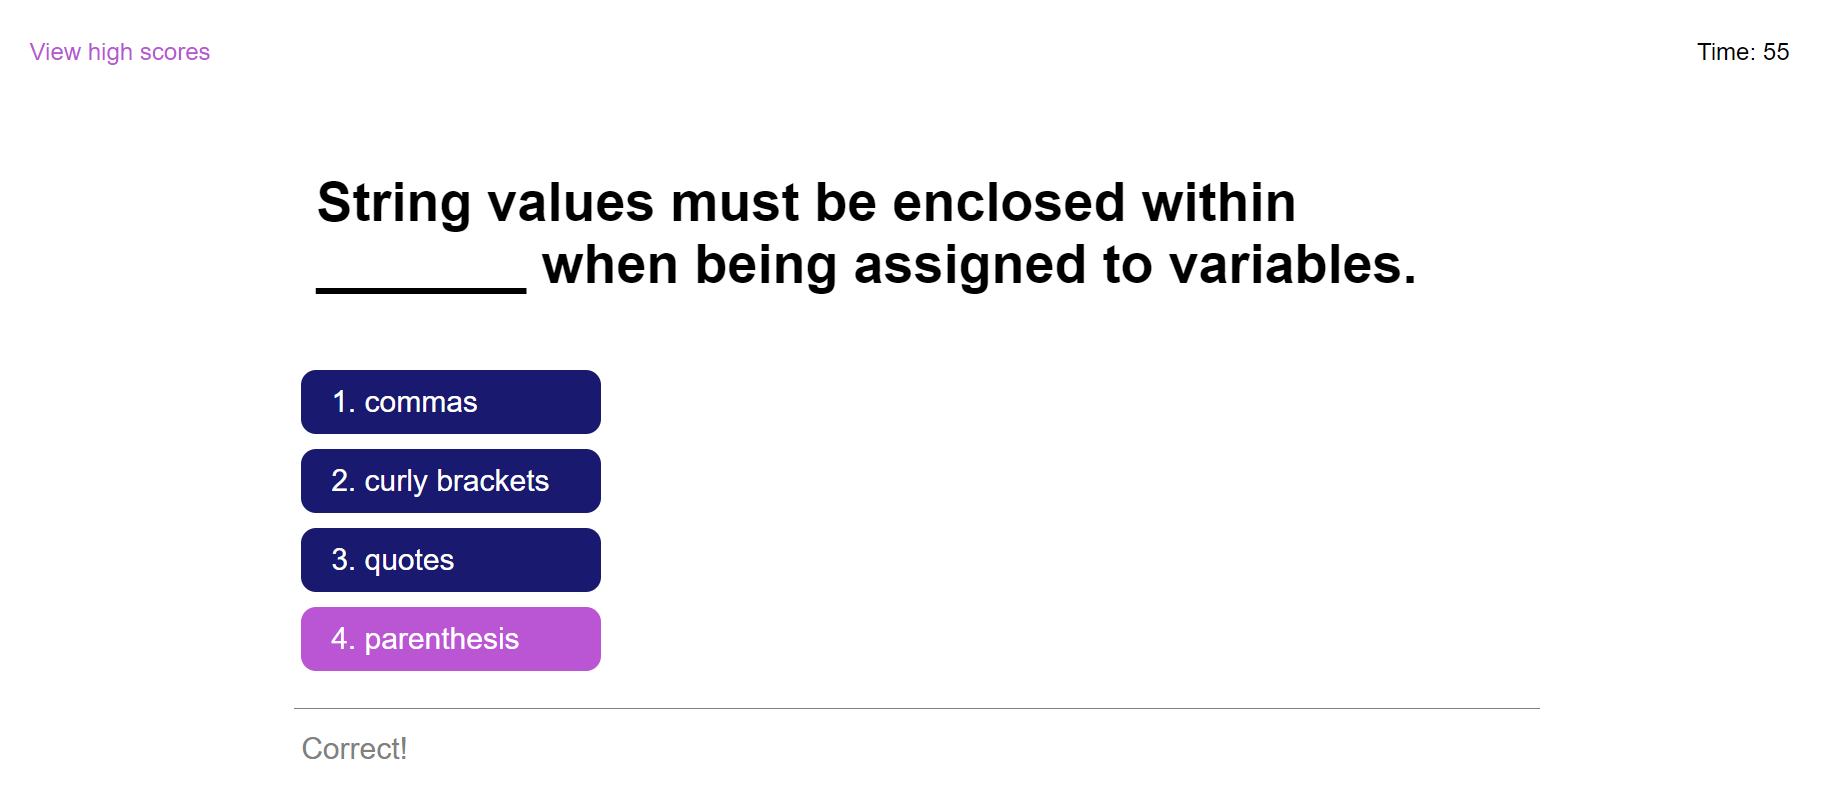 View high scores
Time: 55
String values must be enclosed within
_______ when being assigned to variables.
1. commas
2. curly brackets
3. quotes
4. parenthesis
Correct!